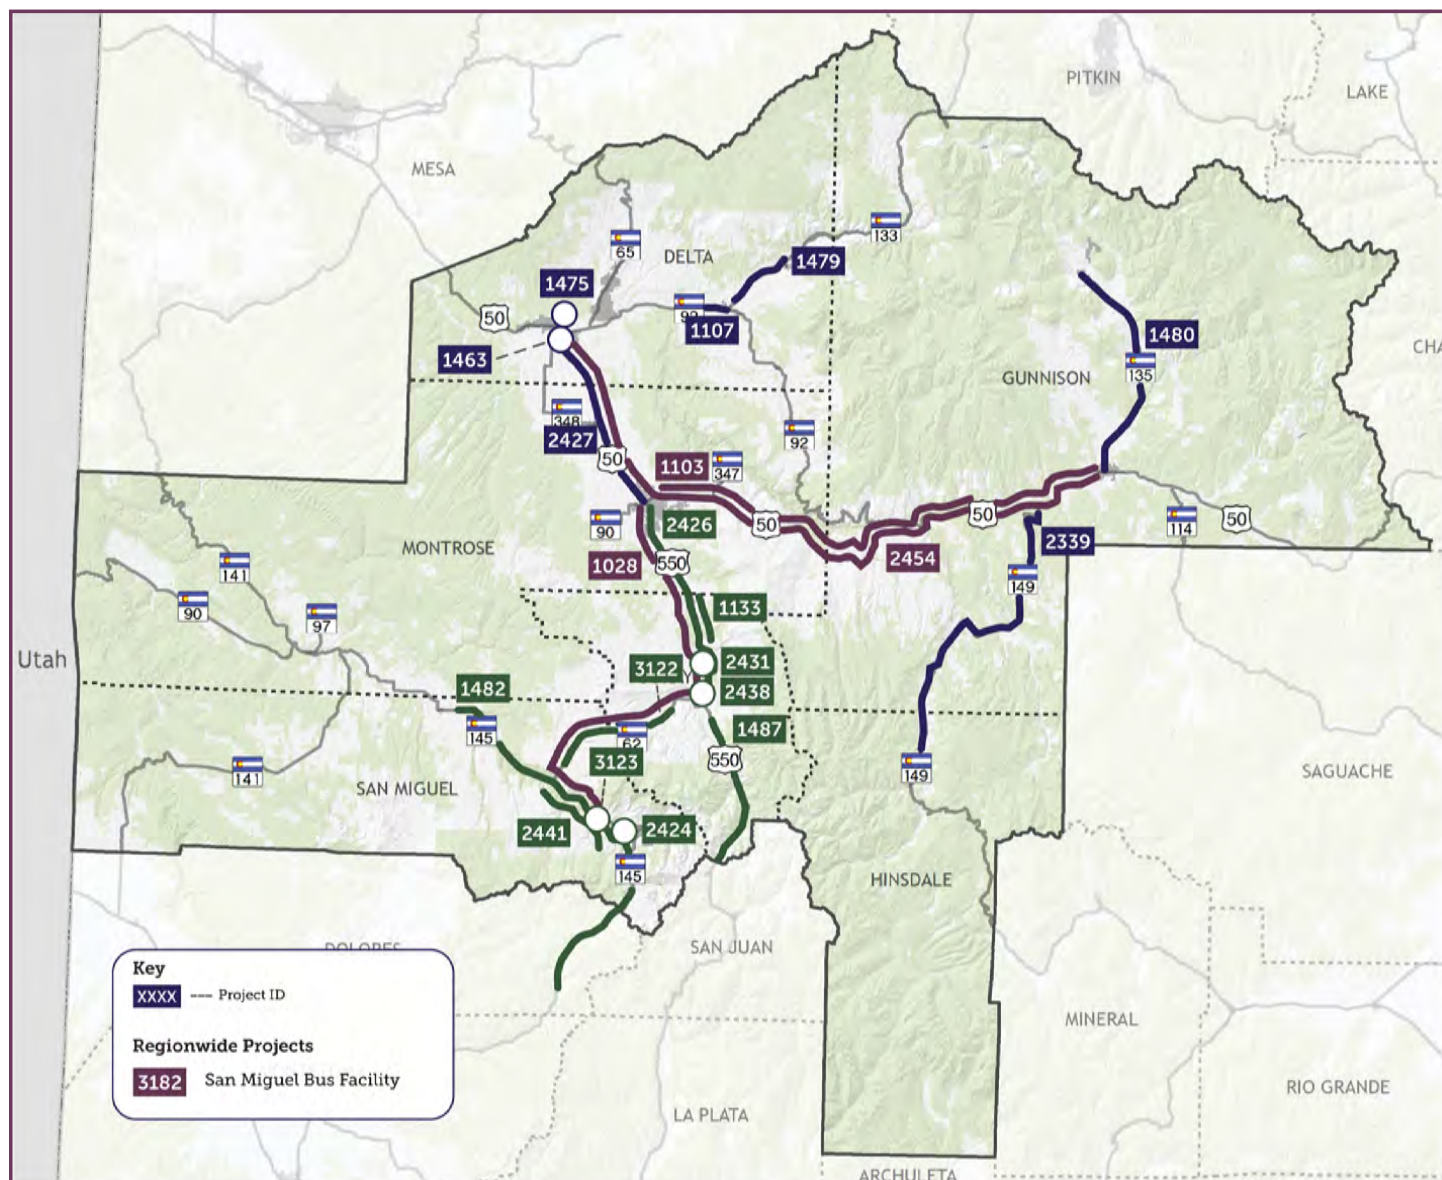 PITKIN
LAKE
MESA
133
65
DELTA
1479
1475
50
1107
1480
1463
CHA
135
GUNNISON
348
2427
92
50
1103
347
2426
50
50
90
114
50
2339
MONTROSE
1028
550
2454
141
149
90
97
1133
Utah
3122
2431
1482
2438
145
1487
62
3123
550
141
149
SAN MIGUEL
SAGUACHE
2441
2424
145
HINSDALE
DOLORES
SAN JUAN
Key
XXXX --- Project ID
MINERAL
Regionwide Projects
3182 San Miguel Bus Facility
RIO GRANDE
LA PLATA
ARCHULETA